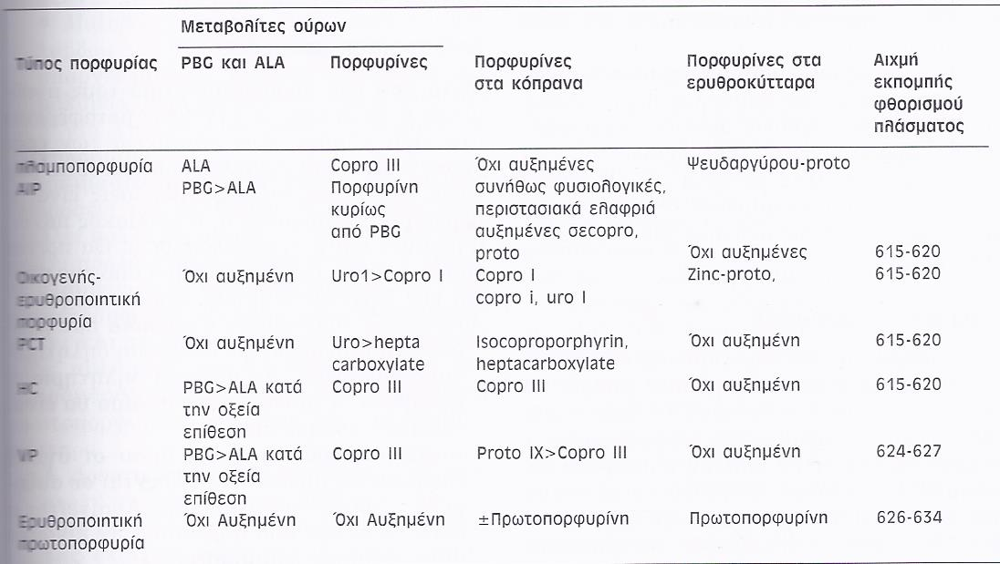 Μεταβολίτες ούρων
Τύπος πορφυρίας PBG και ALA Πορφυρίνες Πορφυρίνες στα κόπρανα Πορφυρίνες στα ερυθροκύτταρα Αιχμή εκπομπής φθορισμού πλάσματος
πλαμποπορφυρία ALA Copro III Όχι αυξημένες Ψευδαργύρου-proto
AIP PBG>ALA Πορφυρίνη συνήθως φυσιολογικές,
κυρίως περιστασιακά ελαφριά
από PBG αυξημένες σεcopro,
proto Όχι αυξημένες 615-620
Οικογενής- Όχι αυξημένη Uro1>Copro I Copro I Zinc-proto, 615-620
ερυθροποιητική copro i, uro I
πορφυρία
PCT Όχι αυξημένη Uro>hepta Isocoproporphyrin, Όχι αυξημένη 615-620
carboxylate heptacarboxylate
HC PBG>ALA κατά Copro III Copro III Όχι αυξημένη 615-620
την οξεία
επίθεση
VP PBG>ALA κατά Copro III Proto IX>Copro III Όχι αυξημένη 624-627
την οξεία
επίθεση
Ερυθροποιητική Όχι Αυξημένη Όχι Αυξημένη ±Πρωτοπορφυρίνη Πρωτοπορφυρίνη 626-634
πρωτοπορφυρία